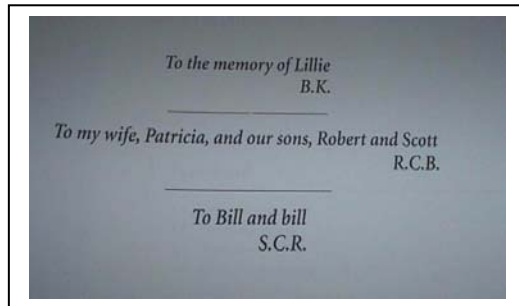 To the memory of Lillie
B.K.
To my wife, Patricia, and our sons, Robert and Scott
R.C.B.
To Bill and bill
S.C.R.